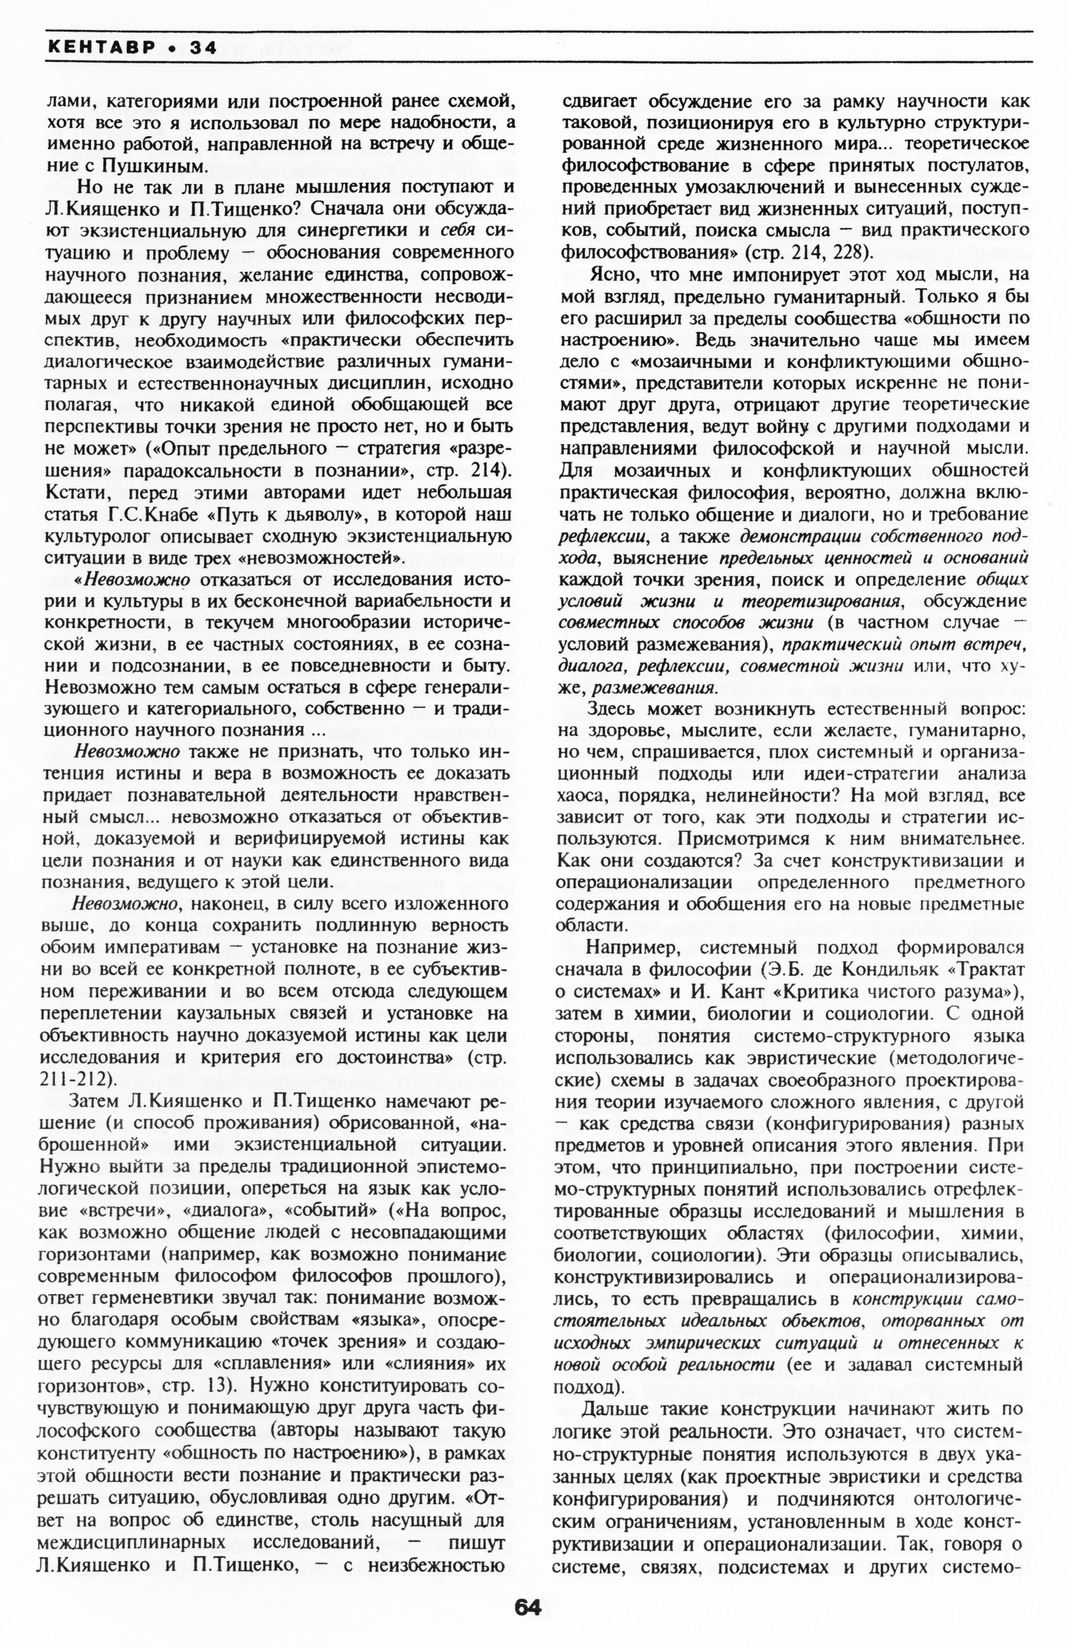 КЕНТАВР • 34
лами, категориями или построенной ранее схемой,
хотя все это я использовал по мере надобности, а
именно работой, направленной на встречу и обще-
ние с Пушкиным.
Но не так ли в плане мышления поступают и
Л.Киященко и П.Тищенко? Сначала они обсужда-
ют экзистенциальную для синергетики и себя си-
туацию и проблему — обоснования современного
научного познания, желание единства, сопровож-
дающееся признанием множественности несводи-
мых друг к другу научных или философских пер-
спектив, необходимость «практически обеспечить
диалогическое взаимодействие различных гумани-
тарных и естественнонаучных дисциплин, исходно
полагая, что никакой единой обобщающей все
перспективы точки зрения не просто нет, но и быть
не может» («Опыт предельного — стратегия «разре-
шения» парадоксальности в познании», стр. 214).
Кстати, перед этими авторами идет небольшая
статья Г.С.Кнабе «Путь к дьяволу», в которой наш
культуролог описывает сходную экзистенциальную
ситуации в виде трех «невозможностей».
«Невозможно отказаться от исследования исто-
рии и культуры в их бесконечной вариабельности и
конкретности, в текучем многообразии историче-
ской жизни, в ее частных состояниях, в ее созна-
нии и подсознании, в ее повседневности и быту.
Невозможно тем самым остаться в сфере генерали-
зующего и категориального, собственно — и тради-
ционного научного познания ...
Невозможно также не признать, что только ин-
тенция истины и вера в возможность ее доказать
придает познавательной деятельности нравствен-
ный смысл... невозможно отказаться от объектив-
ной, доказуемой и верифицируемой истины как
цели познания и от науки как единственного вида
познания, ведущего к этой цели.
Невозможно, наконец, в силу всего изложенного
выше, до конца сохранить подлинную верность
обоим императивам — установке на познание жиз-
ни во всей ее конкретной полноте, в ее субъектив-
ном переживании и во всем отсюда следующем
переплетении каузальных связей и установке на
объективность научно доказуемой истины как цели
исследования и критерия его достоинства» (стр.
211-212).
Затем Л.Киященко и П.Тищенко намечают ре-
шение (и способ проживания) обрисованной, «на-
брошенной» ими экзистенциальной ситуации.
Нужно выйти за пределы традиционной эпистемо-
логической позиции, опереться на язык как усло-
вие «встречи», «диалога», «событий» («На вопрос,
как возможно общение людей с несовпадающими
горизонтами (например, как возможно понимание
современным философом философов прошлого),
ответ герменевтики звучал так: понимание возмож-
но благодаря особым свойствам «языка», опосре-
дующего коммуникацию «точек зрения» и создаю-
щего ресурсы для «сплавления» или «слияния» их
горизонтов», стр. 13). Нужно конституировать со-
чувствующую и понимающую друг друга часть фи-
лософского сообщества (авторы называют такую
конституенту «общность по настроению»), в рамках
этой общности вести познание и практически раз-
решать ситуацию, обусловливая одно другим. «От-
вет на вопрос об единстве, столь насущный для
междисциплинарных исследований, — пишут
Л.Киященко и П.Тищенко, — с неизбежностью
сдвигает обсуждение его за рамку научности как
таковой, позиционируя его в культурно структури-
рованной среде жизненного мира... теоретическое
философствование в сфере принятых постулатов,
проведенных умозаключений и вынесенных сужде-
ний приобретает вид жизненных ситуаций, поступ-
ков, событий, поиска смысла — вид практического
философствования» (стр. 214, 228).
Ясно, что мне импонирует этот ход мысли, на
мой взгляд, предельно гуманитарный. Только я бы
его расширил за пределы сообщества «общности по
настроению». Ведь значительно чаще мы имеем
дело с «мозаичными и конфликтующими общно-
стями», представители которых искренне не пони-
мают друг друга, отрицают другие теоретические
представления, ведут войну с другими подходами и
направлениями философской и научной мысли.
Для мозаичных и конфликтующих общностей
практическая философия, вероятно, должна вклю-
чать не только общение и диалоги, но и требование
рефлексии, а также демонстрации собственного под-
хода, выяснение предельных ценностей и оснований
каждой точки зрения, поиск и определение общих
условий жизни и теоретизирования, обсуждение
совместных способов жизни (в частном случае —
условий размежевания), практический опыт встреч,
диалога, рефлексии, совместной жизни или, что ху-
же, размежевания.
Здесь может возникнуть естественный вопрос:
на здоровье, мыслите, если желаете, гуманитарно,
но чем, спрашивается, плох системный и организа-
ционный подходы или идеи-стратегии анализа
хаоса, порядка, нелинейности? На мой взгляд, все
зависит от того, как эти подходы и стратегии ис-
пользуются. Присмотримся к ним внимательнее.
Как они создаются? За счет конструктивизации и
операционализации определенного предметного
содержания и обобщения его на новые предметные
области.
Например, системный подход формировался
сначала в философии (Э.Б. де Кондильяк «Трактат
о системах» и И. Кант «Критика чистого разума»),
затем в химии, биологии и социологии. С одной
стороны, понятия системо-структурного языка
использовались как эвристические (методологиче-
ские) схемы в задачах своеобразного проектирова-
ния теории изучаемого сложного явления, с другой
— как средства связи (конфигурирования) разных
предметов и уровней описания этого явления. При
этом, что принципиально, при построении систе-
мо-структурных понятий использовались отрефлек-
тированные образцы исследований и мышления в
соответствующих областях (философии, химии,
биологии, социологии). Эти образцы описывались,
конструктивизировались и операционализирова-
лись, то есть превращались в конструкции само-
стоятельных идеальных объектов, оторванных от
исходных эмпирических ситуаций и отнесенных к
новой особой реальности (ее и задавал системный
подход).
Дальше такие конструкции начинают жить по
логике этой реальности. Это означает, что систем-
но-структурные понятия используются в двух ука-
занных целях (как проектные эвристики и средства
конфигурирования) и подчиняются онтологиче-
ским ограничениям, установленным в ходе конст-
руктивизации и операционализации. Так, говоря о
системе, связях, подсистемах и других системо-
64